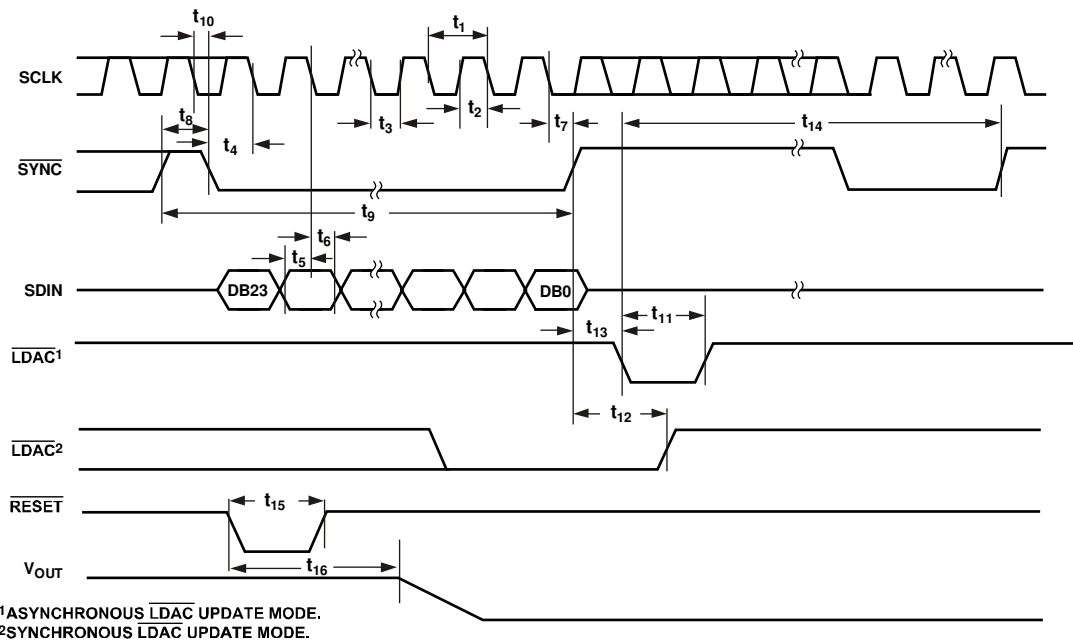 t10
t1
SCLK
t2
t3
t7
t8
t4
t14
SYNC
t9
t6
t5
SDIN
DB23
DB0
t13
t11
LDAC1
t12
LDAC2
RESET
t15
t16
VOUT
1ASYNCHRONOUS LDAC UPDATE MODE.
2SYNCHRONOUS LDAC UPDATE MODE.